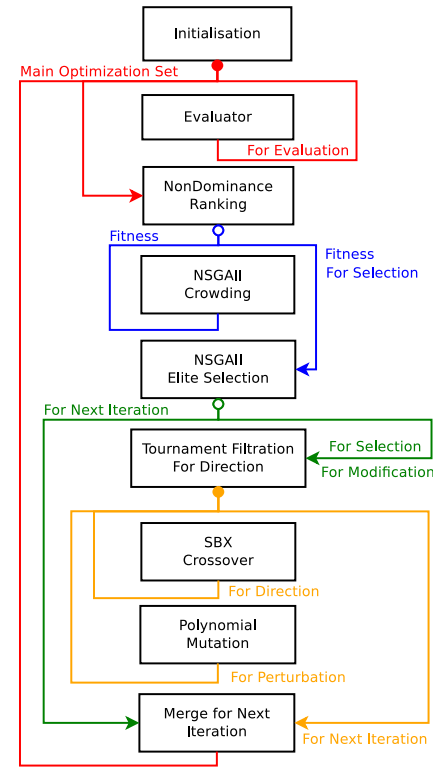 Initialisation
Main Optimization Set
Evaluator
For Evaluation
NonDominance
Ranking
Fitness
Fitness
For Selection
NSGAII
Crowding
NSGAII
Elite Selection
For Next Iteration
Tournament Filtration
For Direction
For Selection
For Modification
SBX
Crossover
For Direction
Polynomial
Mutation
For Perturbation
Merge for Next
Iteration
For Next Iteration